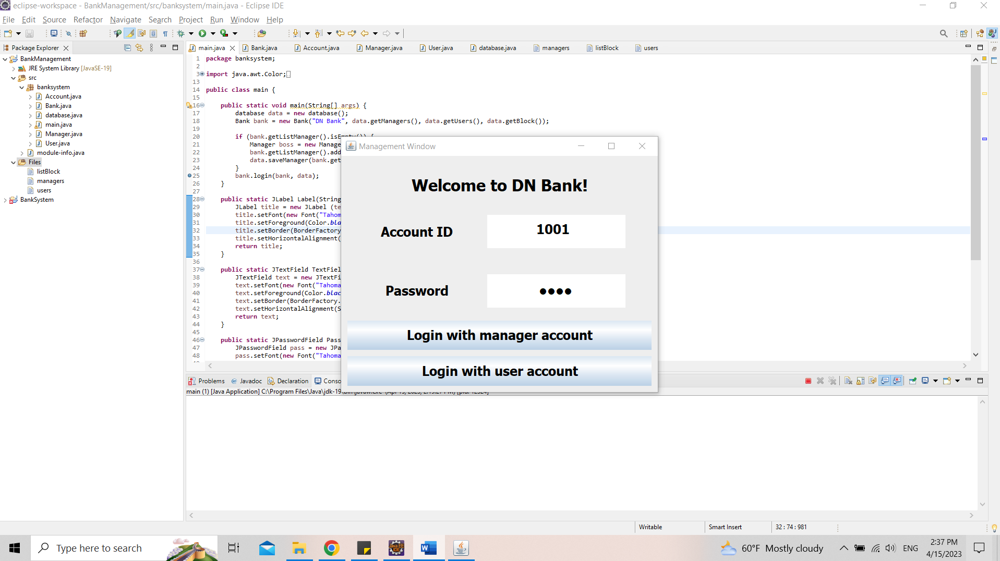 eclipse-workspace - BankManagement/src/banksystem/main.java - Eclipse IDE
File Edit Source Refactor Navigate Search Project Run Window Help
Package Explorer
BankManagement
JRE System Library [JavaSE-19]
src
banksystem
Account.java
Bank.java
database.java
main.java
Manager.java
User.java
module-info.java
Files
listBlock
managers
users
BankSystem
main.java Bank.java Account.java Manager.java User.java database.java managers listBlock users
1 package banksystem;
2
3 import java.awt.Color;
13
14 public class main {
15
16 public static void main(String[] args) {
17 database data = new database();
18 Bank bank = new Bank("DN Bank", data.getManagers(), data.getUsers(), data.getBlock());
19
20 if (bank.getListManager().isEmpty()) {
21 Manager boss = new Manage
22 bank.getListManager().add
23 data.saveManager(bank.get
24 }
25 bank.login(bank, data);
26 }
27
28 public static JLabel Label(String
29 JLabel title = new JLabel (te
30 title.setFont(new Font("Tahom
31 title.setForeground(Color.bla
32 title.setBorder(BorderFactory
33 title.setHorizontalAlignment(
34 return title;
35 }
36
37 public static JTextField TextFiel
38 JTextField text = new JTextFi
39 text.setFont(new Font("Tahoma
40 text.setForeground(Color.blac
41 text.setBorder(BorderFactory.
42 text.setHorizontalAlignment(S
43 return text;
44 }
45
46 public static JPasswordField Pass
47 JPasswordField pass = new JPa
48 pass.setFont(new Font("Tahoma
Management Window
Welcome to DN Bank!
Account ID 1001
Password ••••
Login with manager account
Login with user account
Problems Javadoc Declaration Conso
main (1) [Java Application] C:\Program Files\Java\jdk-19
Writable Smart Insert 32 : 74 : 981
Type here to search
Java EE IDE
60°F Mostly cloudy ENG
2:37 PM
4/15/2023